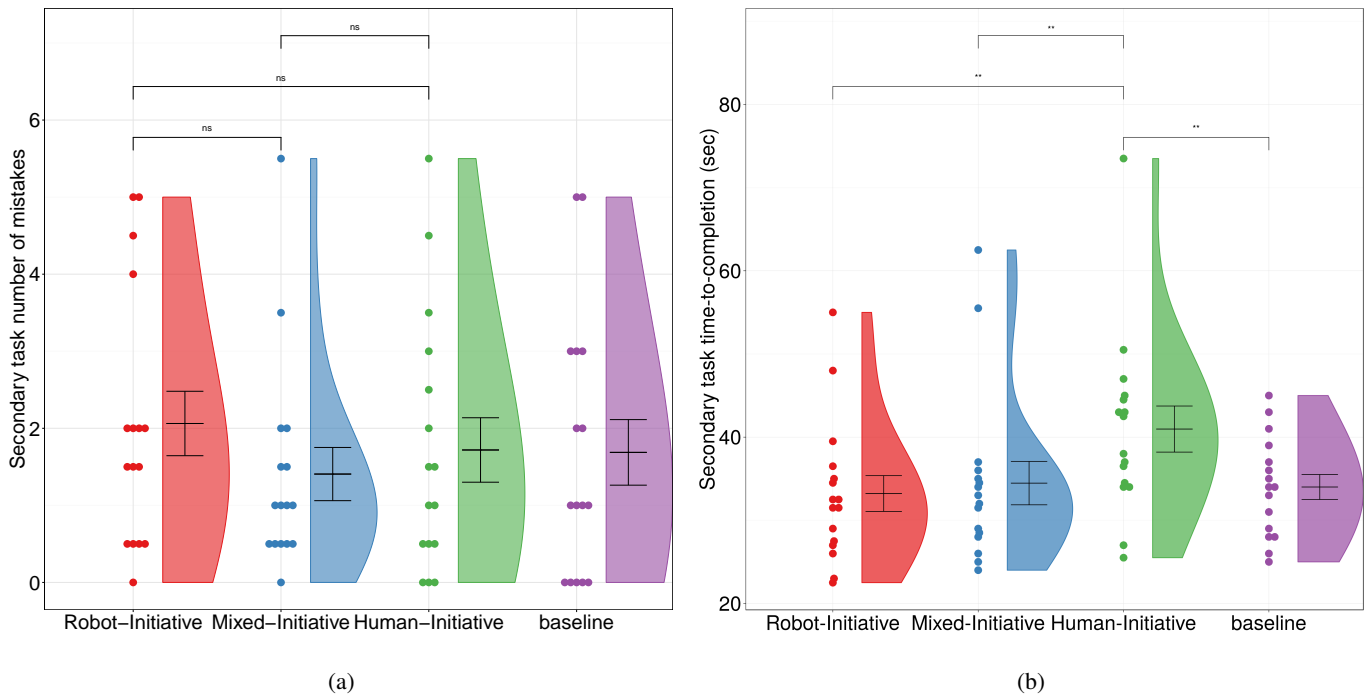 ns
ns
ns
6
4
2
0
Secondary task number of mistakes
Robot−Initiative Mixed−Initiative Human−Initiative baseline
(a)
**
**
**
80
60
40
20
Secondary task time-to-completion (sec)
Robot-Initiative Mixed-Initiative Human-Initiative baseline
(b)